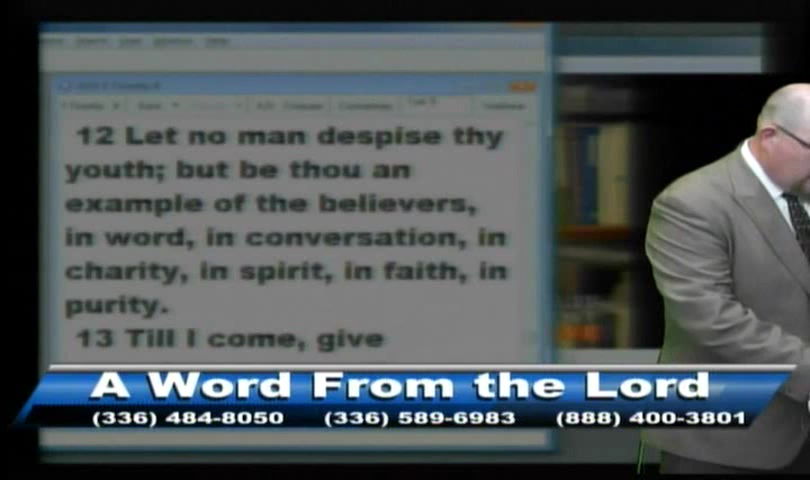 12 Let no man despise thy
youth; but be thou an
example of the believers,
in word, in conversation, in
charity, in spirit, in faith, in
purity.
13 Till I come, give
A Word From the Lord
(336) 484-8050 (336) 589-6983 (888) 400-3801